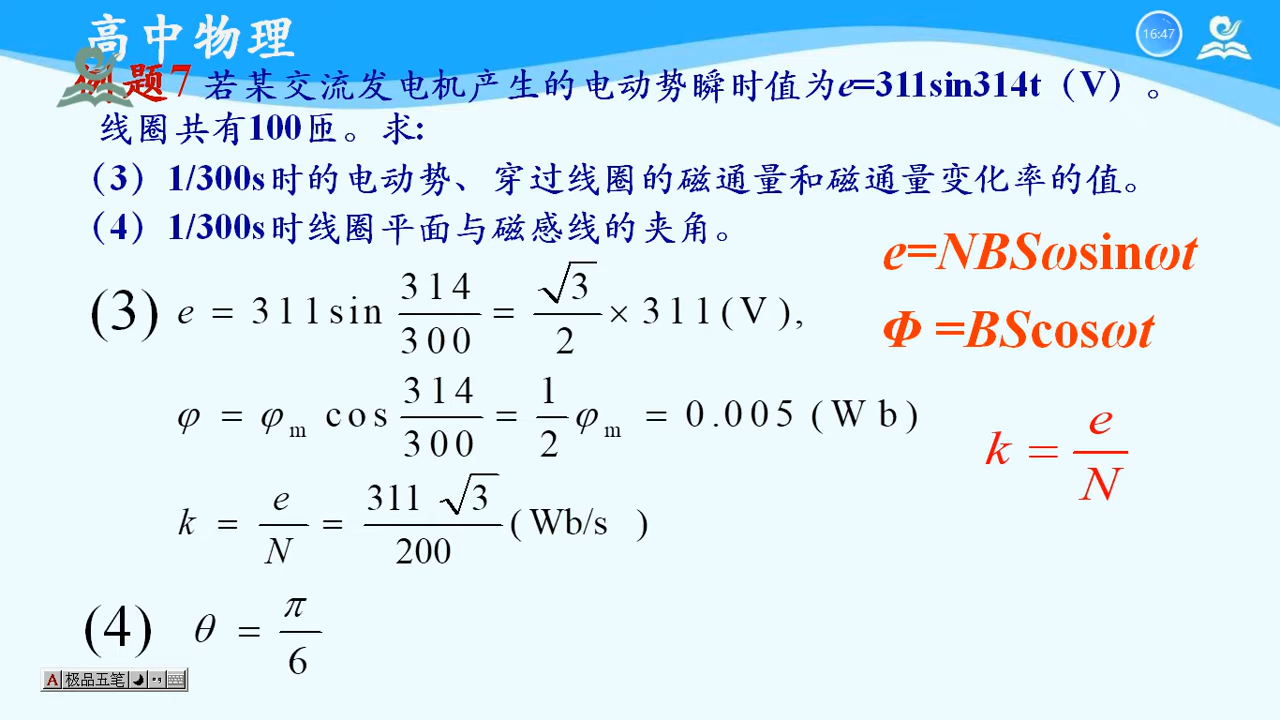 高中物理
16:47
例题7 若某交流发电机产生的电动势瞬时值为e=311sin314t（V）。
线圈共有100匝。求:
（3）1/300s时的电动势、穿过线圈的磁通量和磁通量变化率的值。
（4）1/300s时线圈平面与磁感线的夹角。
e=NBSωsinωt
Φ =BScosωt
k = e/N
(3) e = 311sin 314/300 = √3/2 × 311(V),
φ = φm cos 314/300 = 1/2 φm = 0.005 (Wb)
k = e/N = 311√3/200 (Wb/s )
(4) θ = π/6
A 极品五笔